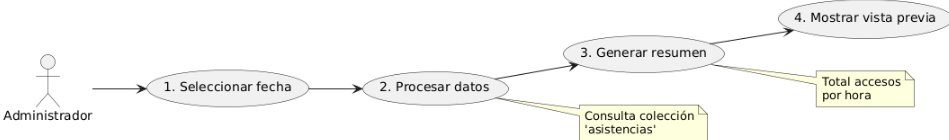 4. Mostrar vista previa
3. Generar resumen
1. Seleccionar fecha
2. Procesar datos
Total accesos
por hora
Administrador
Consulta colección
'asistencias'